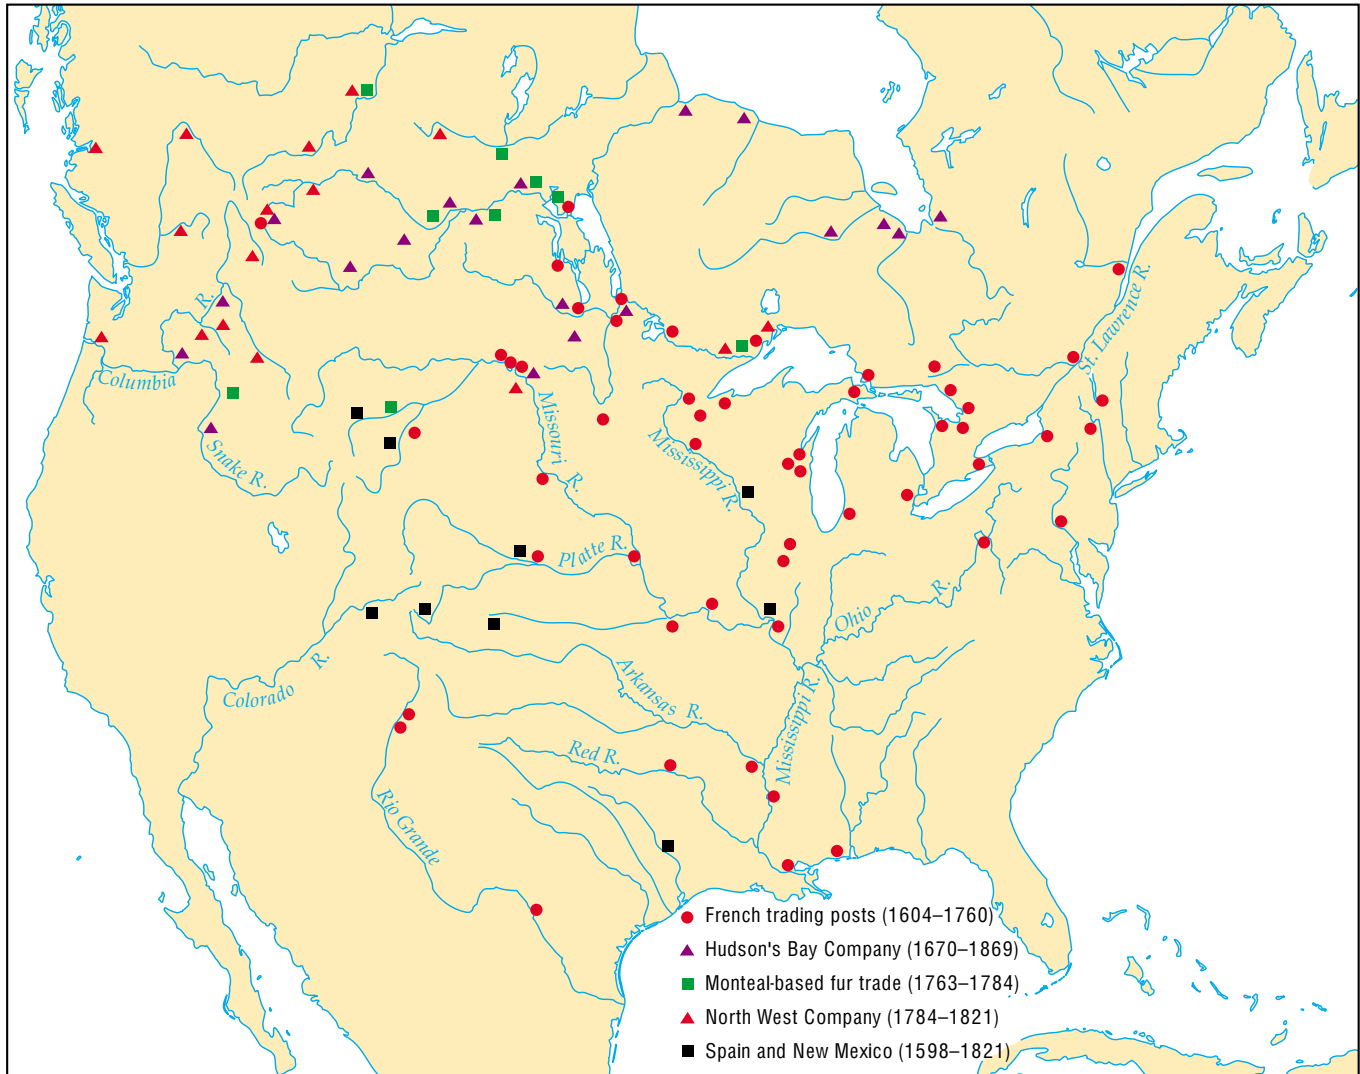 R.
Columbia
Snake R.
Missouri
R.
Mississippi R.
St. Lawrence R.
Platte R.
Ohio
R.
Colorado
R.
Arkansas R.
Mississippi R.
Red R.
Rio Grande
French trading posts (1604–1760)
Hudson's Bay Company (1670–1869)
Monteal-based fur trade (1763–1784)
North West Company (1784–1821)
Spain and New Mexico (1598–1821)